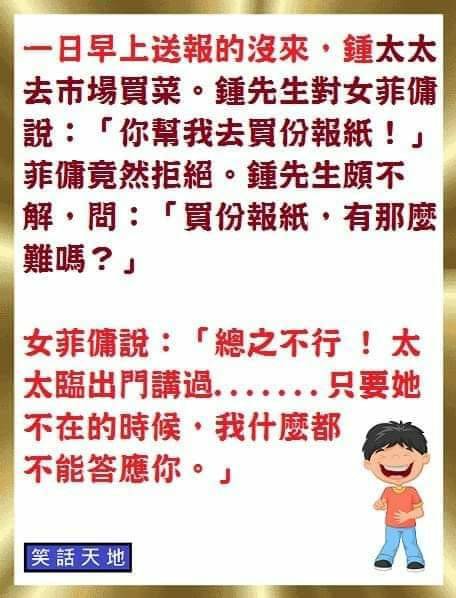 一日早上送報的沒來，鍾太太
去市場買菜。鍾先生對女菲傭
說：「你幫我去買份報紙！」
菲傭竟然拒絕。鍾先生頗不
解，問：「買份報紙，有那麼
難嗎？」
女菲傭說：「總之不行 ！ 太
太臨出門講過.......只要她
不在的時候，我什麼都
不能答應你。」
笑話天地